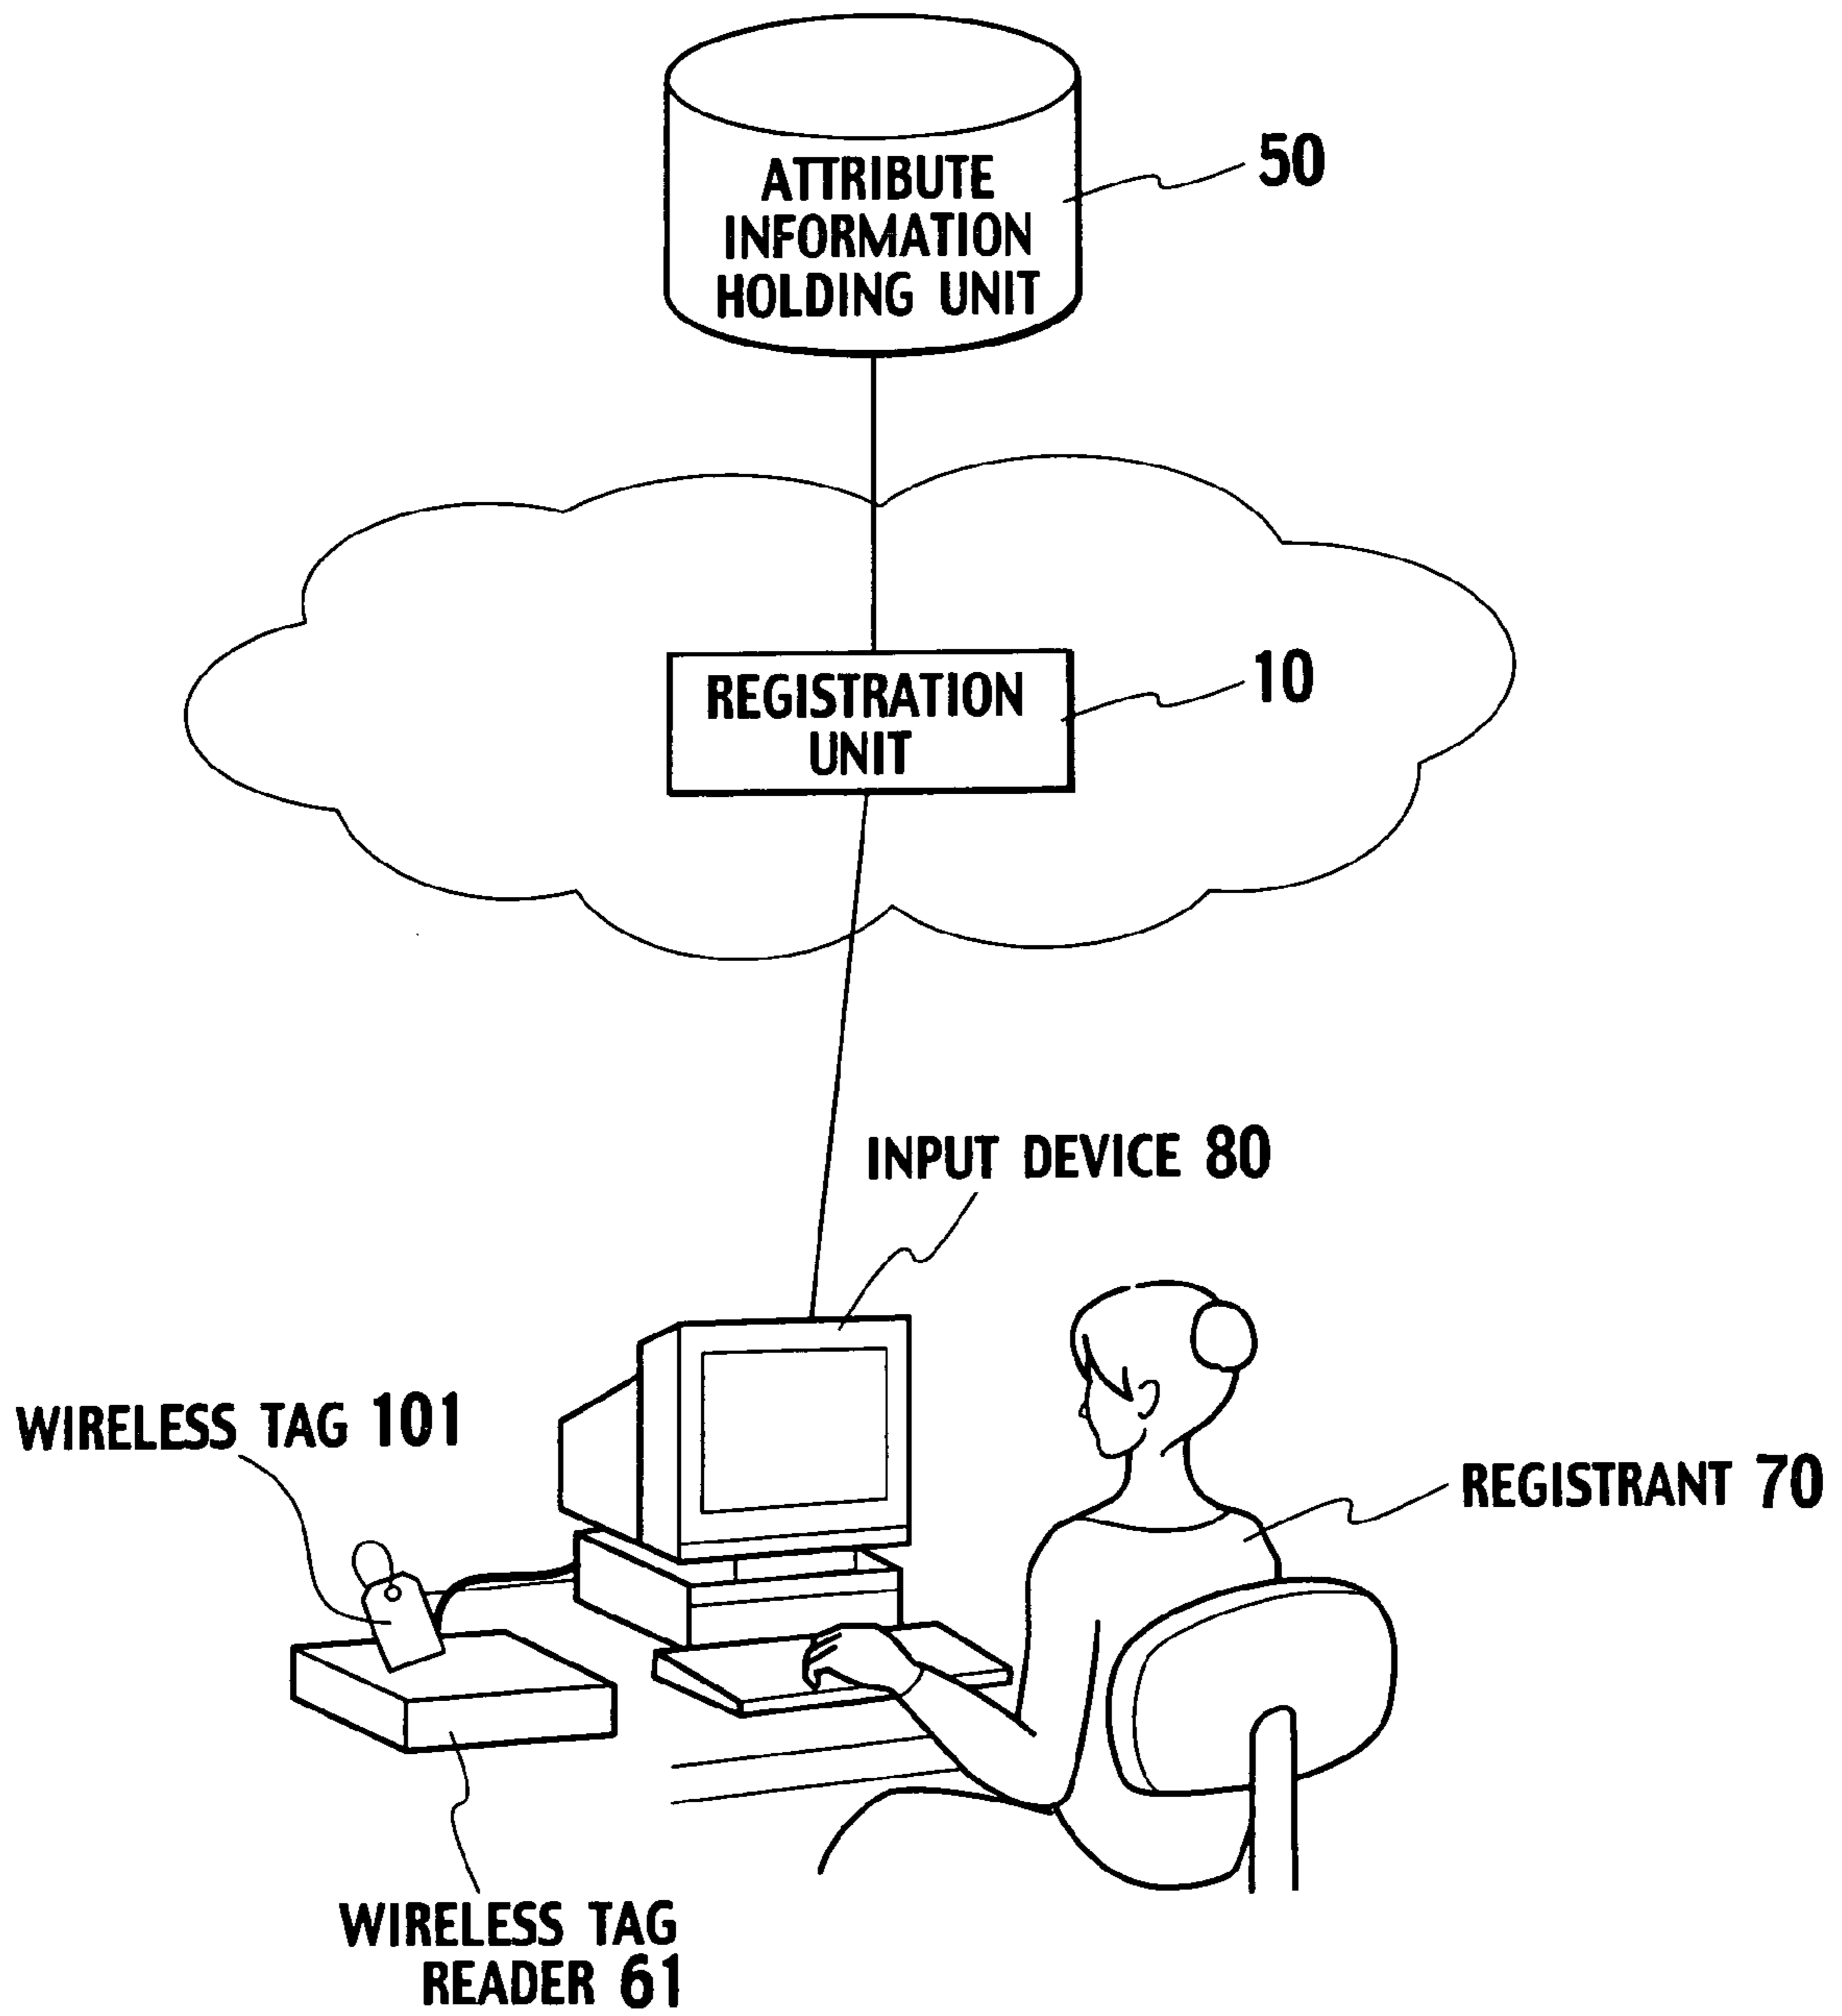 ATTRIBUTE
INFORMATION
HOLDING UNIT
50
REGISTRATION
UNIT
10
INPUT DEVICE 80
WIRELESS TAG 101
REGISTRANT 70
WIRELESS TAG
READER 61